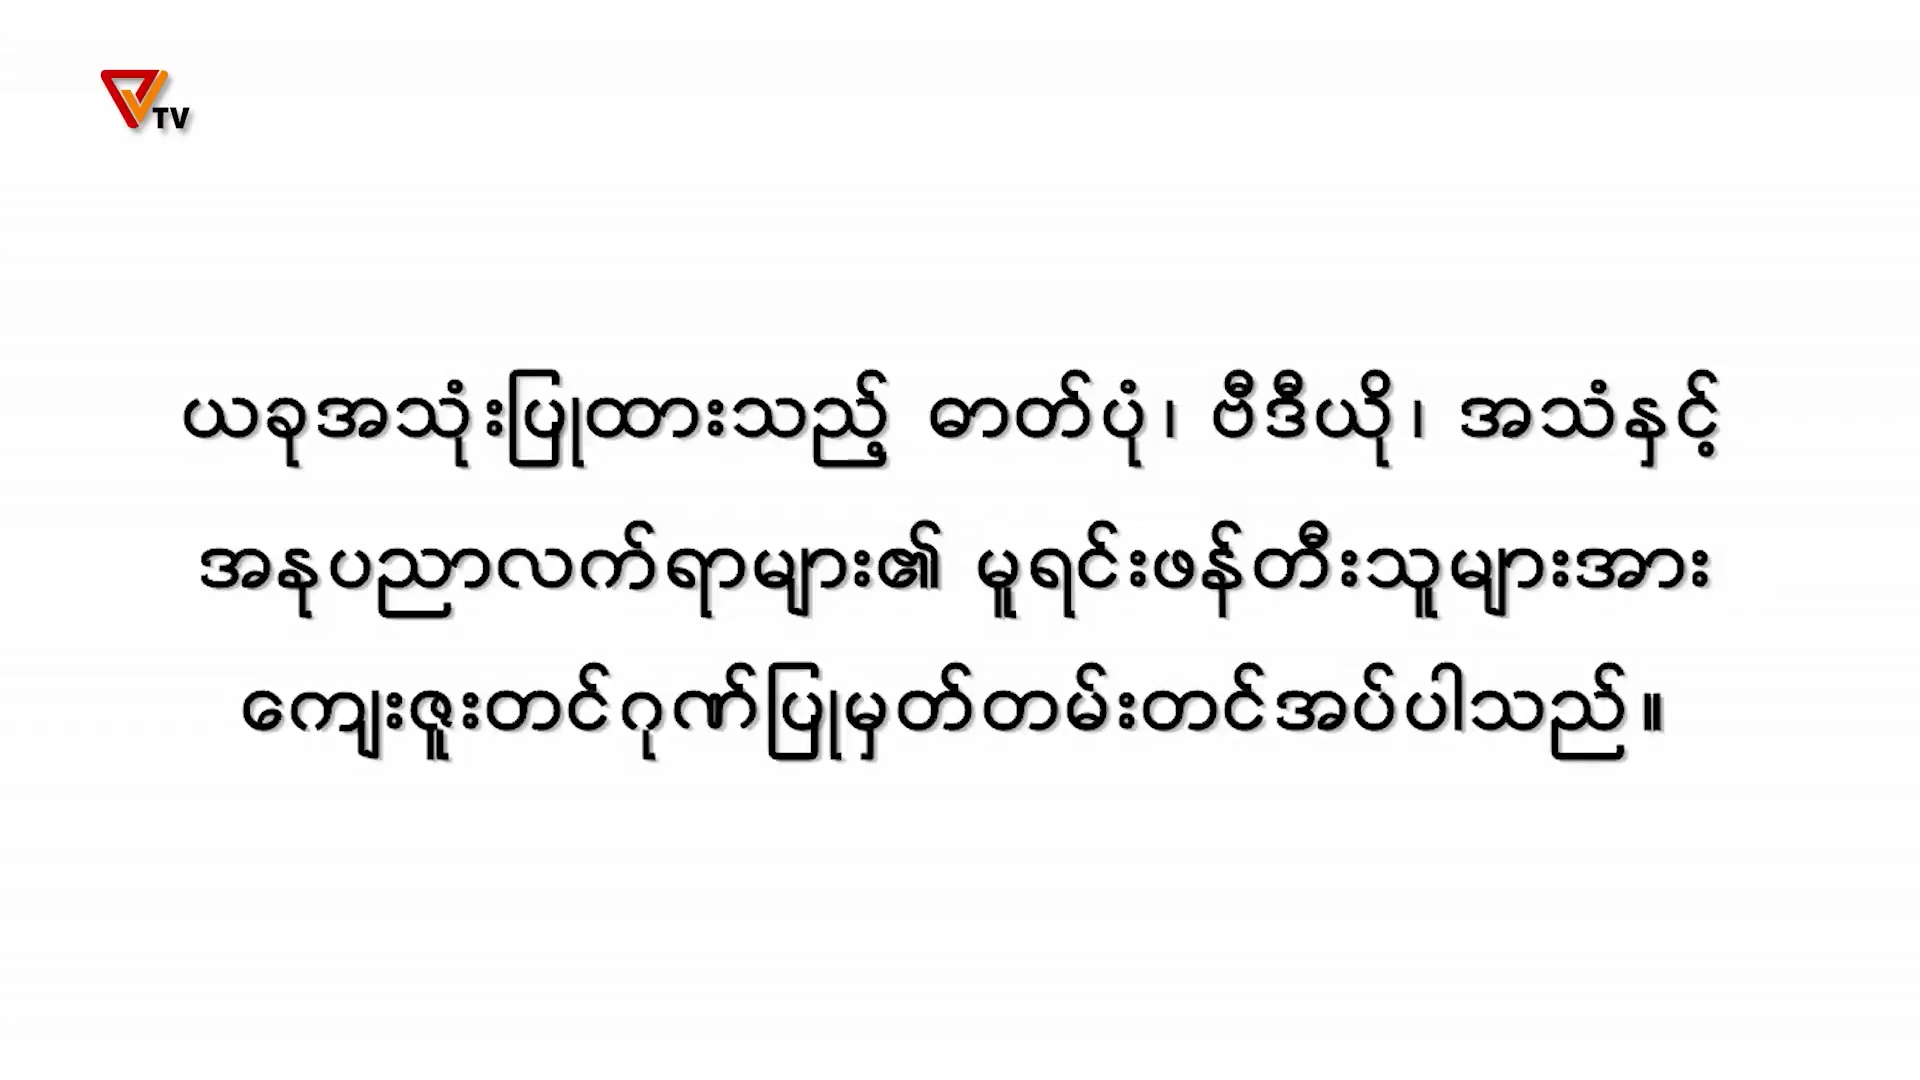 TV
ယခုအသုံးပြုထားသည့် ဓာတ်ပုံ၊ ဗီဒီယို၊ အသံနှင့်
အနုပညာလက်ရာများ၏ မူရင်းဖန်တီးသူများအား
ကျေးဇူးတင်ဂုဏ်ပြုမှတ်တမ်းတင်အပ်ပါသည်။